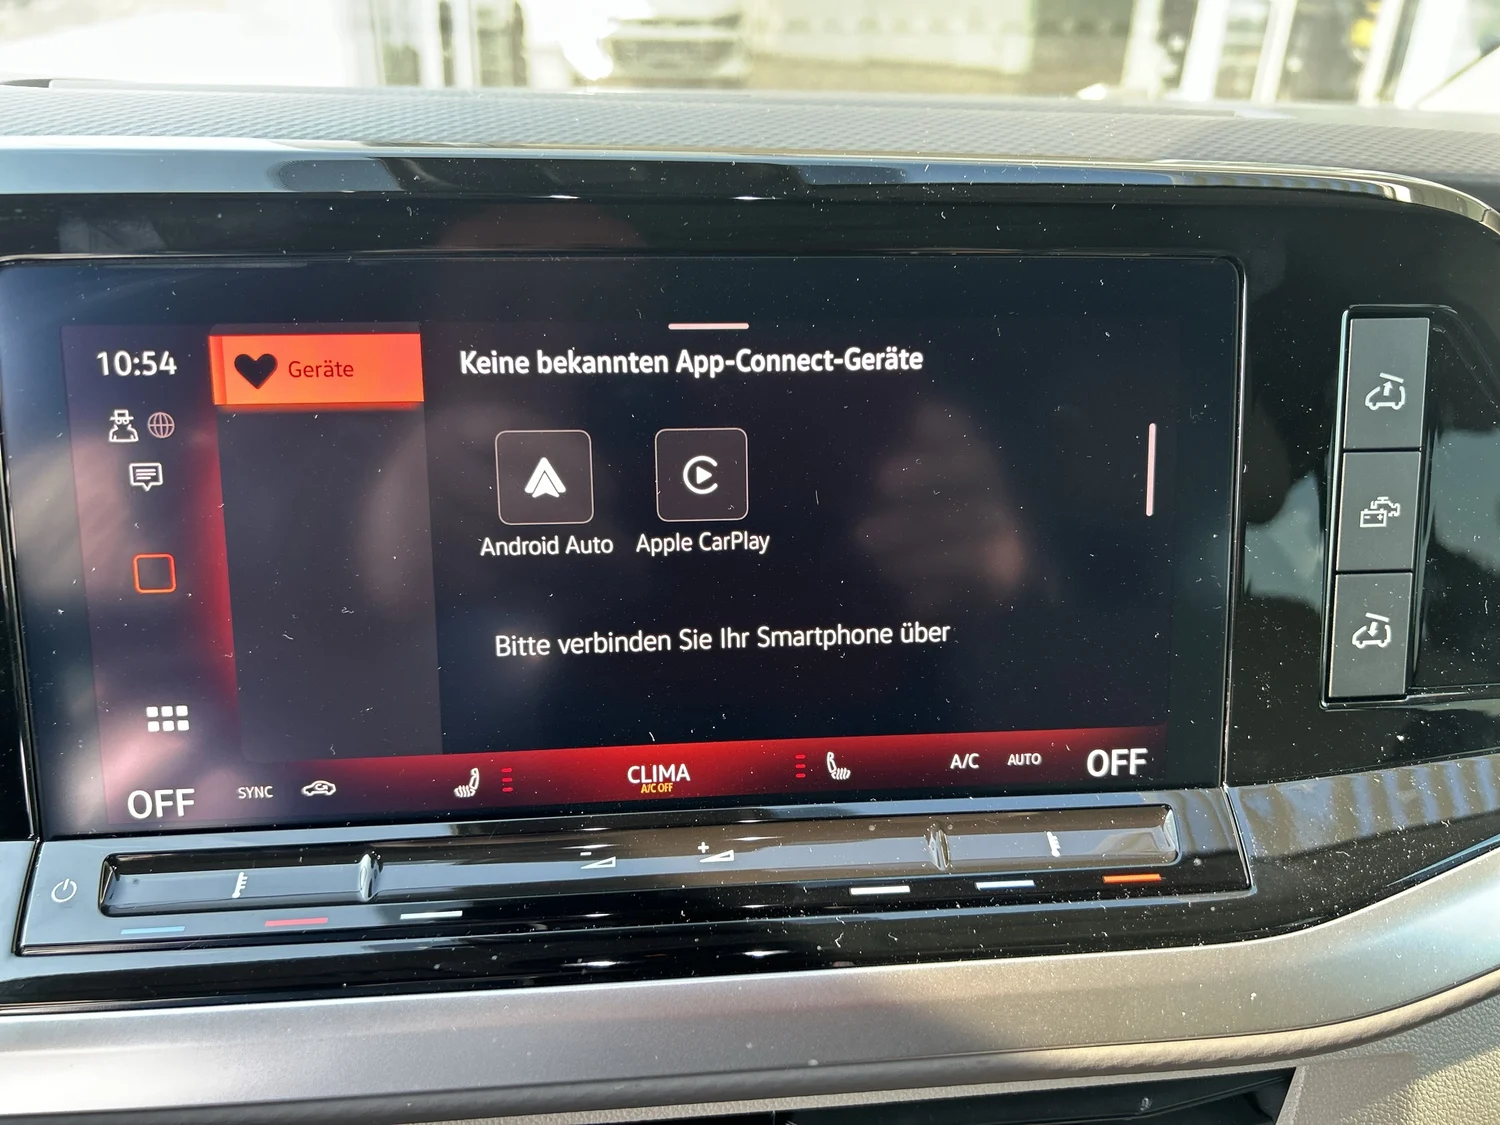 10:54
Geräte
Keine bekannten App-Connect-Geräte
Android Auto
Apple CarPlay
Bitte verbinden Sie Ihr Smartphone über
OFF
SYNC
CLIMA
A/C OFF
A/C
AUTO
OFF